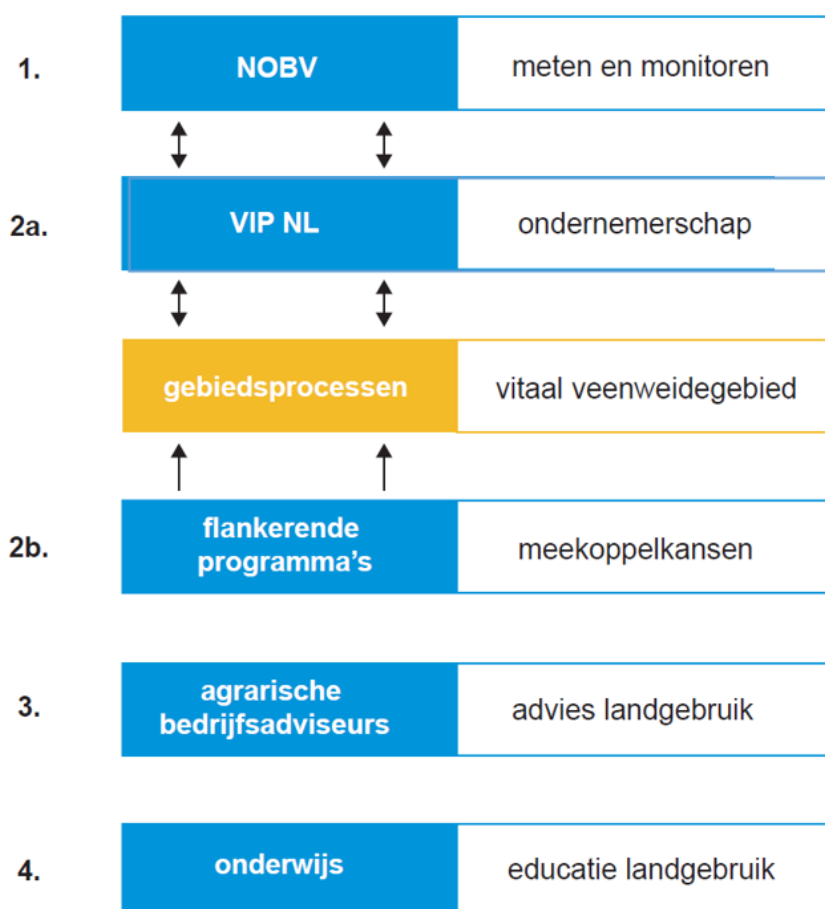 1. NOBV meten en monitoren
2a. VIP NL ondernemerschap
gebiedsprocessen vitaal veenweidegebied
2b. flankerende
programma's meekoppelkansen
3. agrarische
bedrijfsadviseurs advies landgebruik
4. onderwijs educatie landgebruik